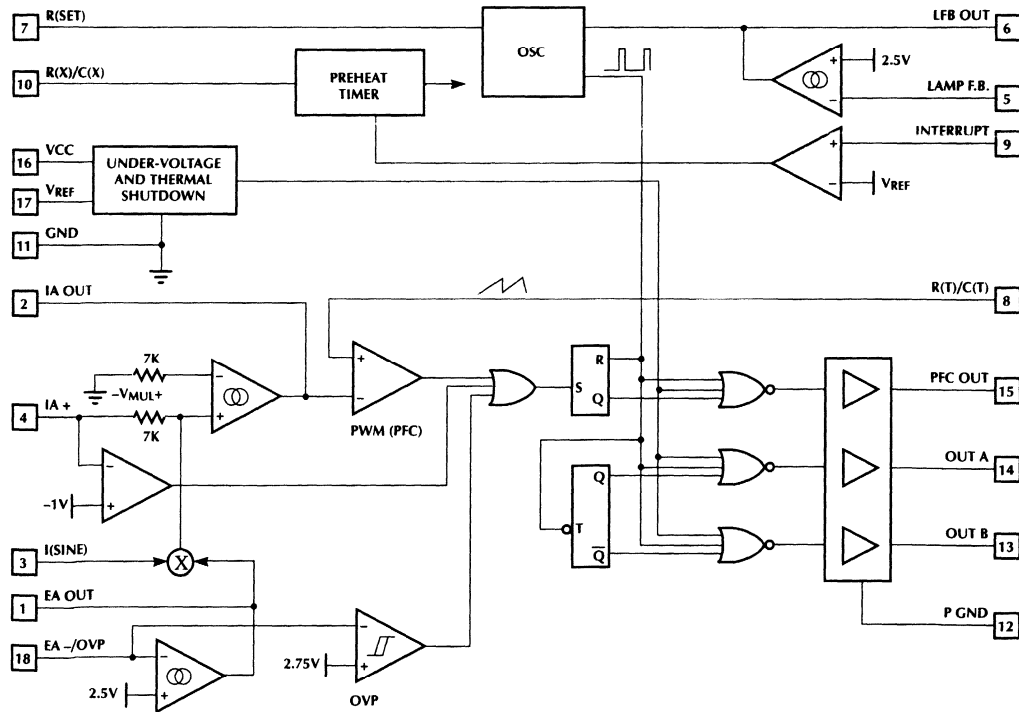 7 R(SET)
OSC
LFB OUT 6
10 R(X)/C(X)
PREHEAT
TIMER
+ 2.5V
− LAMP F.B. 5
INTERRUPT 9
+
− VREF
16 VCC
17 VREF
UNDER-VOLTAGE
AND THERMAL
SHUTDOWN
11 GND
2 IA OUT
R(T)/C(T) 8
7K
−VMUL+
4 IA +
7K
−
+
+
−
PWM (PFC)
S
R
Q
PFC OUT 15
−
+
−1V
T
Q
Q̅
OUT A 14
OUT B 13
3 I(SINE)
X
1 EA OUT
P GND 12
18 EA −/OVP
−
+
2.5V
−
+
2.75V
OVP